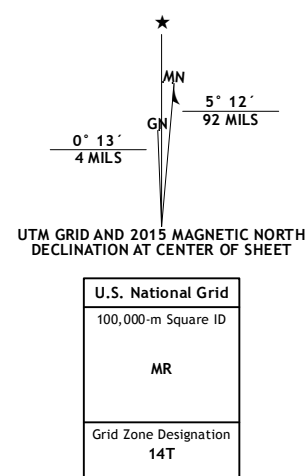 MN
GN
5° 12´
92 MILS
0° 13´
4 MILS
UTM GRID AND 2015 MAGNETIC NORTH
DECLINATION AT CENTER OF SHEET
U.S. National Grid
100,000-m Square ID
MR
Grid Zone Designation
14T